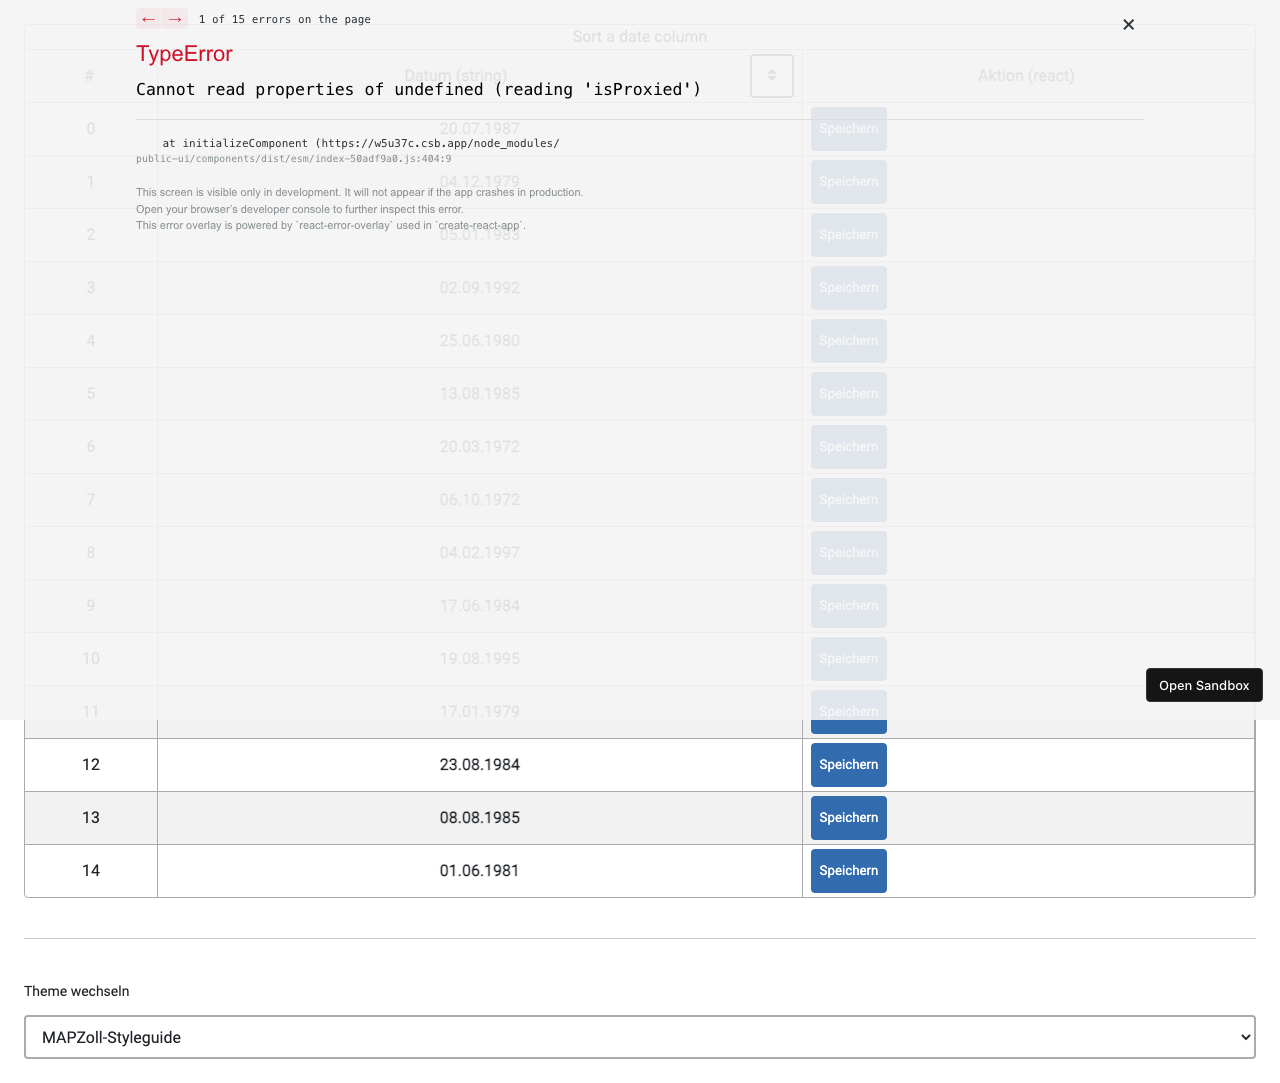 ← → 1 of 15 errors on the page ×
Sort a date column
TypeError
# Datum (string) Aktion (react)
Cannot read properties of undefined (reading 'isProxied')
0 20.07.1987 Speichern
at initializeComponent (https://w5u37c.csb.app/node_modules/
public-ui/components/dist/esm/index-50adf9a0.js:404:9
1 04.12.1979 Speichern
This screen is visible only in development. It will not appear if the app crashes in production.
Open your browser's developer console to further inspect this error.
This error overlay is powered by `react-error-overlay` used in `create-react-app`.
2 05.01.1983 Speichern
3 02.09.1992 Speichern
4 25.06.1980 Speichern
5 13.08.1985 Speichern
6 20.03.1972 Speichern
7 06.10.1972 Speichern
8 04.02.1997 Speichern
9 17.06.1984 Speichern
10 19.08.1995 Speichern
Open Sandbox
11 17.01.1979 Speichern
12 23.08.1984 Speichern
13 08.08.1985 Speichern
14 01.06.1981 Speichern
Theme wechseln
MAPZoll-Styleguide